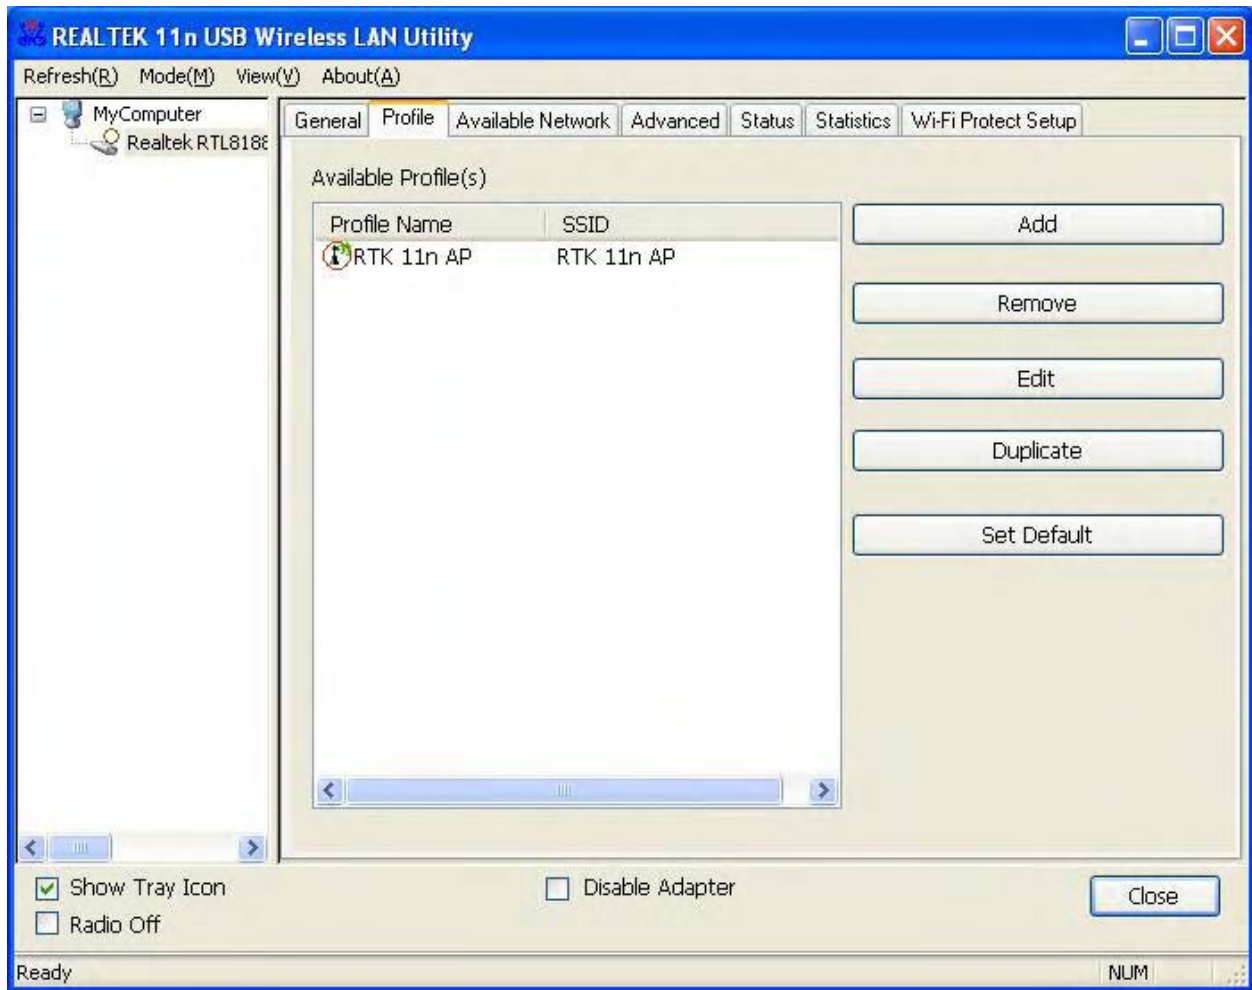 REALTEK 11n USB Wireless LAN Utility
Refresh(R) Mode(M) View(V) About(A)
MyComputer
Realtek RTL8188
General Profile Available Network Advanced Status Statistics Wi-Fi Protect Setup
Available Profile(s)
Profile Name SSID
RTK 11n AP RTK 11n AP
Add
Remove
Edit
Duplicate
Set Default
Show Tray Icon
Radio Off
Disable Adapter
Close
Ready
NUM